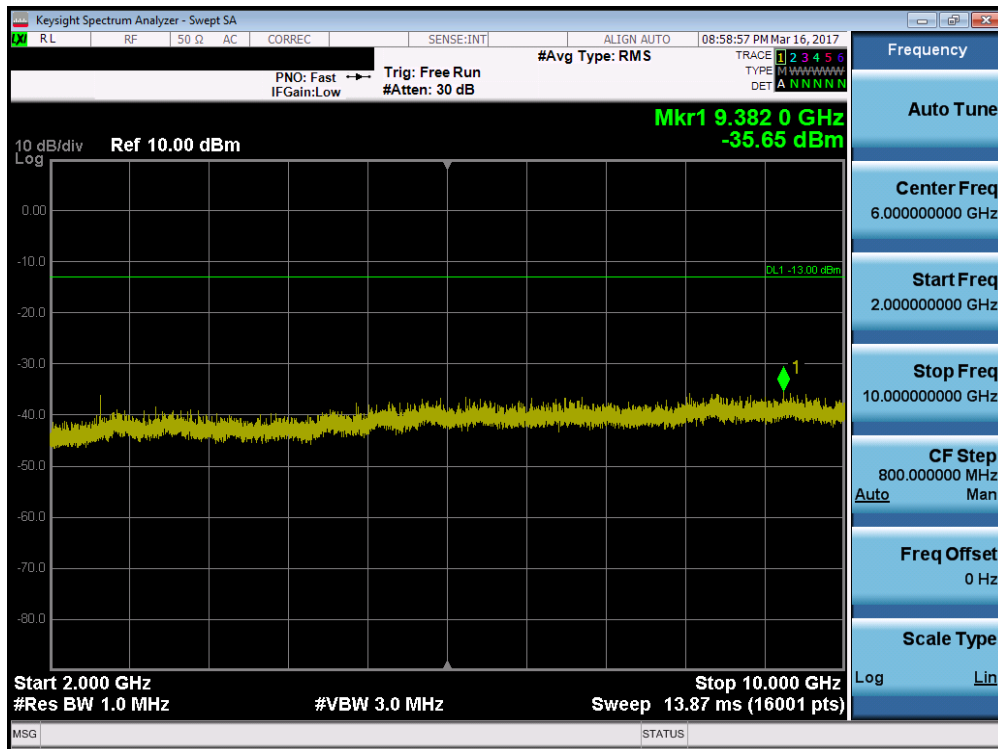 Keysight Spectrum Analyzer - Swept SA
LXI RL RF 50 Ω AC CORREC SENSE:INT ALIGN AUTO 08:58:57 PM Mar 16, 2017
#Avg Type: RMS
TRACE 1 2 3 4 5 6
PNO: Fast Trig: Free Run
TYPE M WWWWW
IFGain:Low #Atten: 30 dB
DET A N N N N N
Mkr1 9.382 0 GHz
-35.65 dBm
10 dB/div Ref 10.00 dBm
Log
0.00
-10.0
DL1 -13.00 dBm
-20.0
-30.0
1
-40.0
-50.0
-60.0
-70.0
-80.0
Start 2.000 GHz Stop 10.000 GHz
#Res BW 1.0 MHz #VBW 3.0 MHz Sweep 13.87 ms (16001 pts)
MSG STATUS
Frequency
Auto Tune
Center Freq
6.000000000 GHz
Start Freq
2.000000000 GHz
Stop Freq
10.000000000 GHz
CF Step
800.000000 MHz
Auto Man
Freq Offset
0 Hz
Scale Type
Log Lin